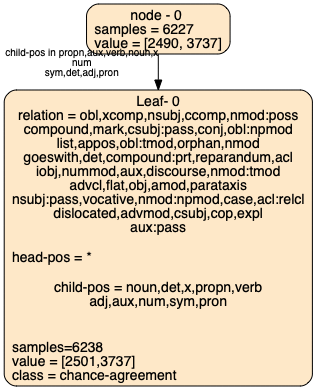 node - 0
samples = 6227
value = [2490, 3737]
child-pos in propn,aux,verb,noun,x
num
sym,det,adj,pron
Leaf- 0
relation = obl,xcomp,nsubj,ccomp,nmod:poss
compound,mark,csubj:pass,conj,obl:npmod
list,appos,obl:tmod,orphan,nmod
goeswith,det,compound:prt,reparandum,acl
iobj,nummod,aux,discourse,nmod:tmod
advcl,flat,obj,amod,parataxis
nsubj:pass,vocative,nmod:npmod,case,acl:relcl
dislocated,advmod,csubj,cop,expl
aux:pass
head-pos = *
child-pos = noun,det,x,propn,verb
adj,aux,num,sym,pron
samples=6238
value = [2501,3737]
class = chance-agreement